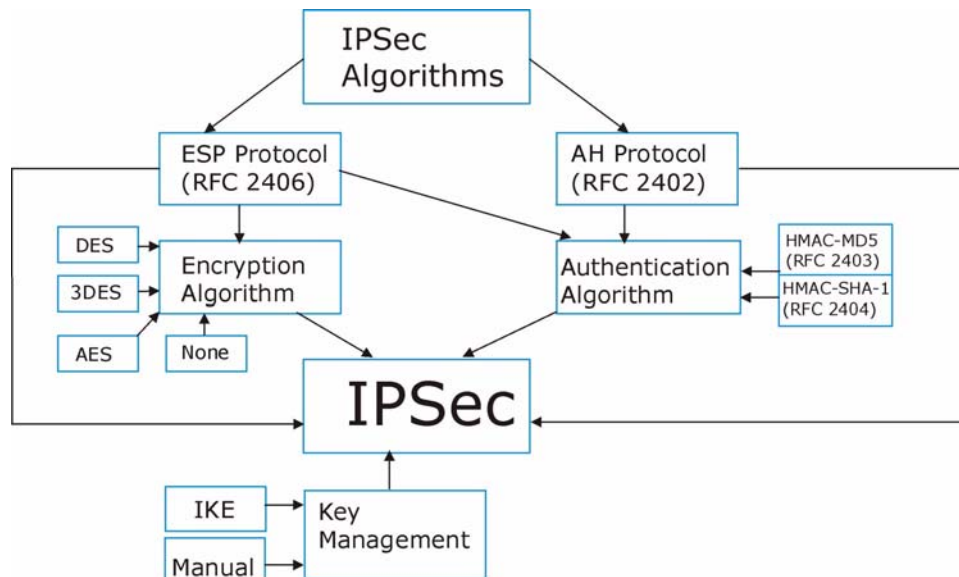 IPSec
Algorithms
ESP Protocol
(RFC 2406)
AH Protocol
(RFC 2402)
DES
3DES
AES
None
Encryption
Algorithm
Authentication
Algorithm
HMAC-MD5
(RFC 2403)
HMAC-SHA-1
(RFC 2404)
IPSec
IKE
Manual
Key
Management